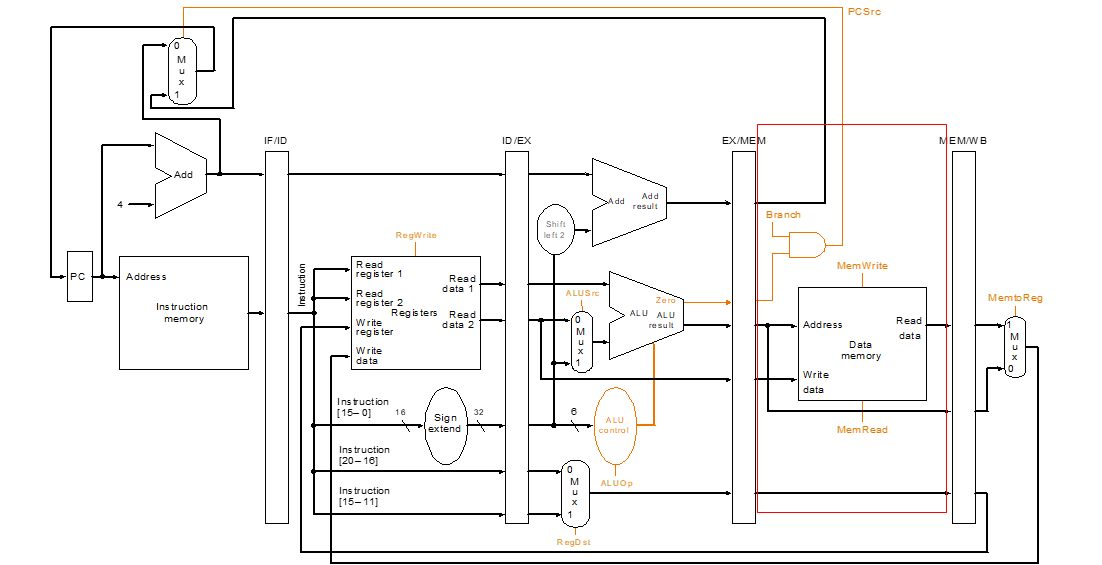 PCSrc
0
M
u
x
1
IF/ID
ID/EX
EX/MEM
MEM/WB
Add
4
Add
Add
result
Shift
left 2
Branch
RegWrite
PC
Address
Instruction
memory
Instruction
Read
register 1
Read
register 2
Write
register
Write
data
Registers
Read
data 1
Read
data 2
ALUSrc
0
M
u
x
1
Zero
ALU
ALU
result
MemWrite
Address
Read
data
Data
memory
Write
data
MemRead
MemtoReg
1
M
u
x
0
Instruction
[15–0]
16
Sign
extend
32
6
ALU
control
ALUOp
Instruction
[20–16]
Instruction
[15–11]
0
M
u
x
1
RegDst